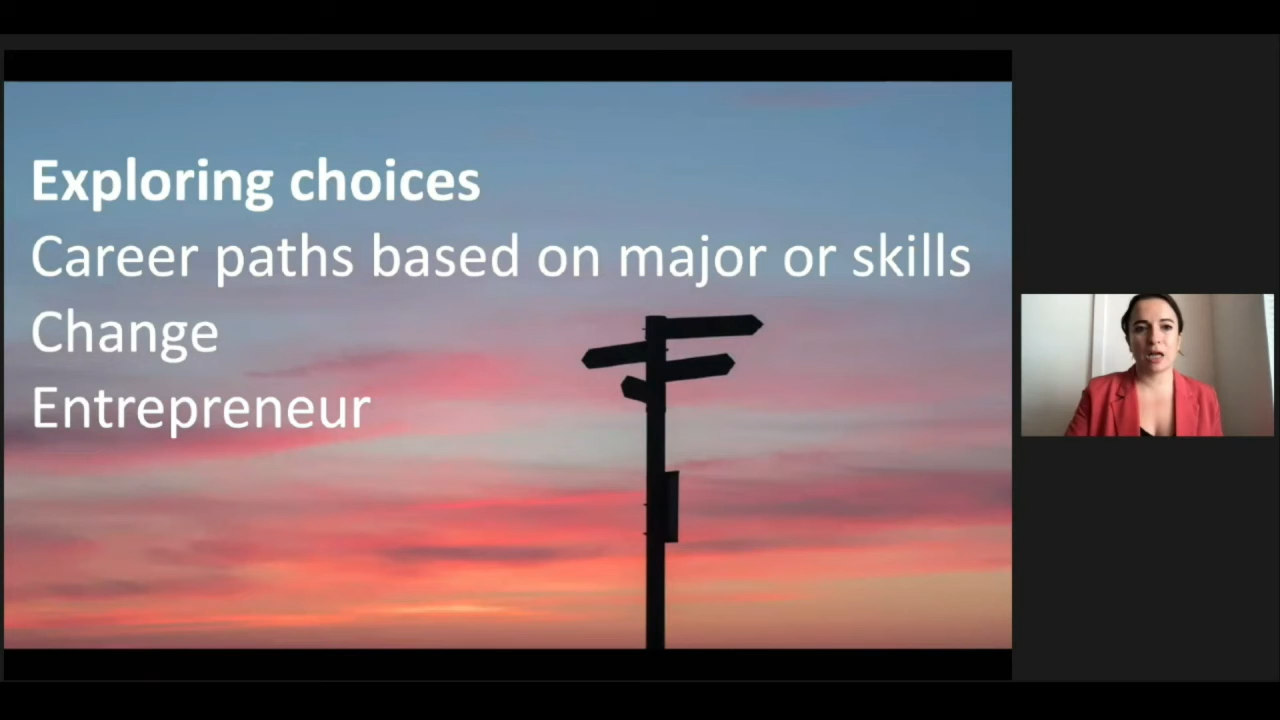 Exploring choices
Career paths based on major or skills
Change
Entrepreneur